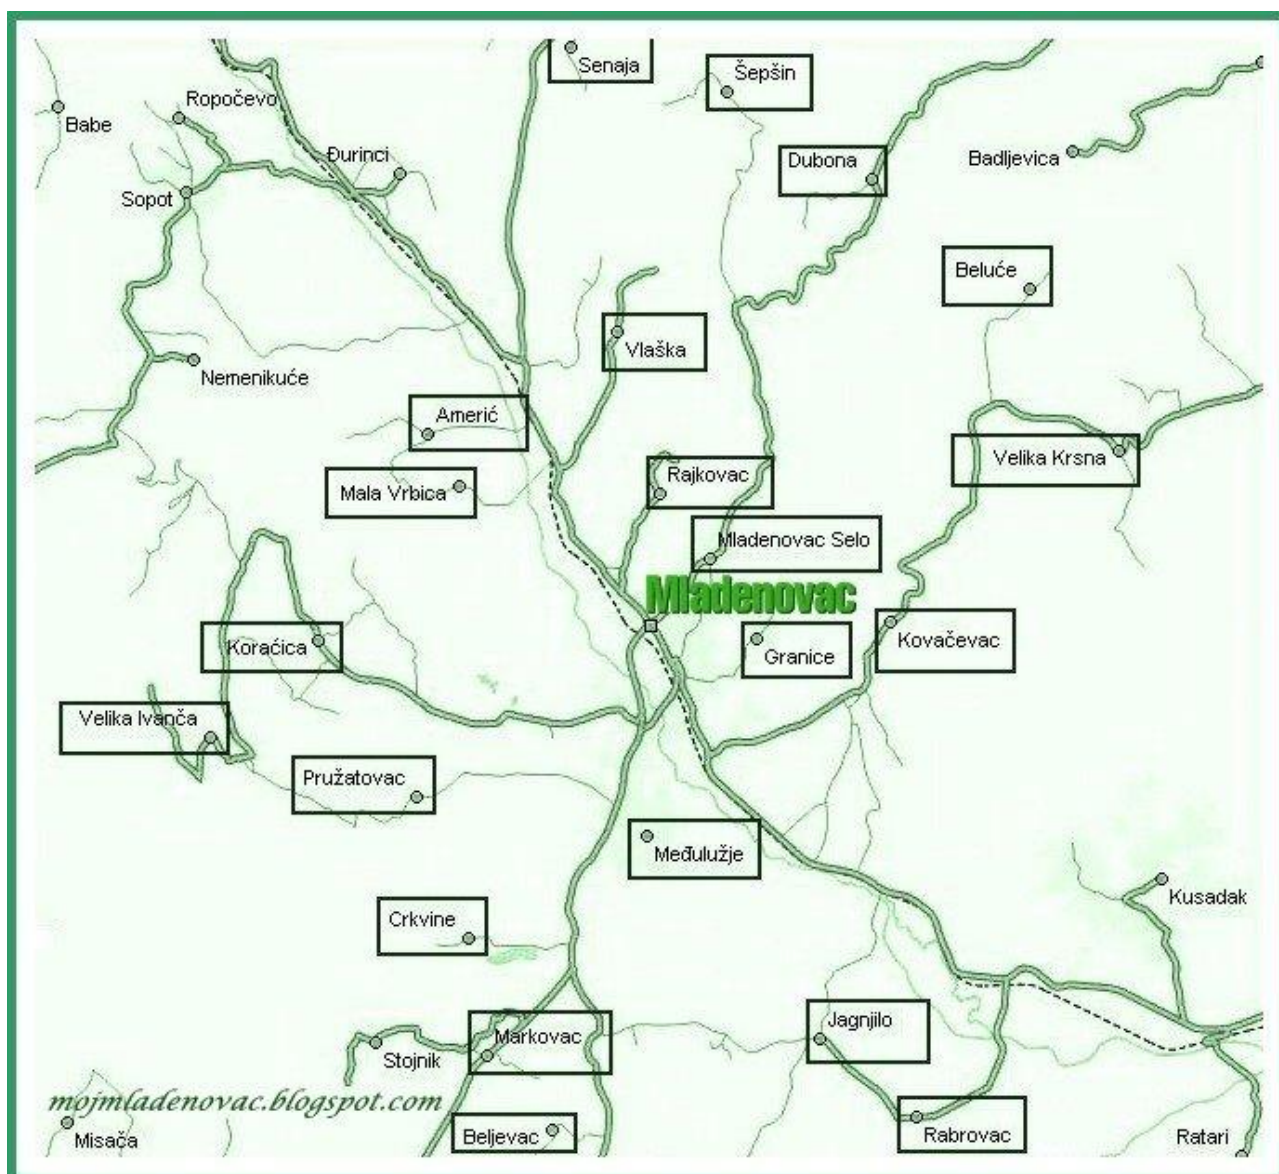 Senaja
Šepšin
Ropočevo
Babe
Đurinci
Dubona
Badljevica
Sopot
Beluće
Vlaška
Nemenikuće
Amerić
Velika Krsna
Rajkovac
Mala Vrbica
Mladenovac Selo
Mladenovac
Koraćica
Granice
Kovačevac
Velika Ivanča
Pružatovac
Međulužje
Kusadak
Crkvine
Jagnjilo
Markovac
Stojnik
mojmladenovac.blogspot.com
Misača
Beljevac
Rabrovac
Ratari